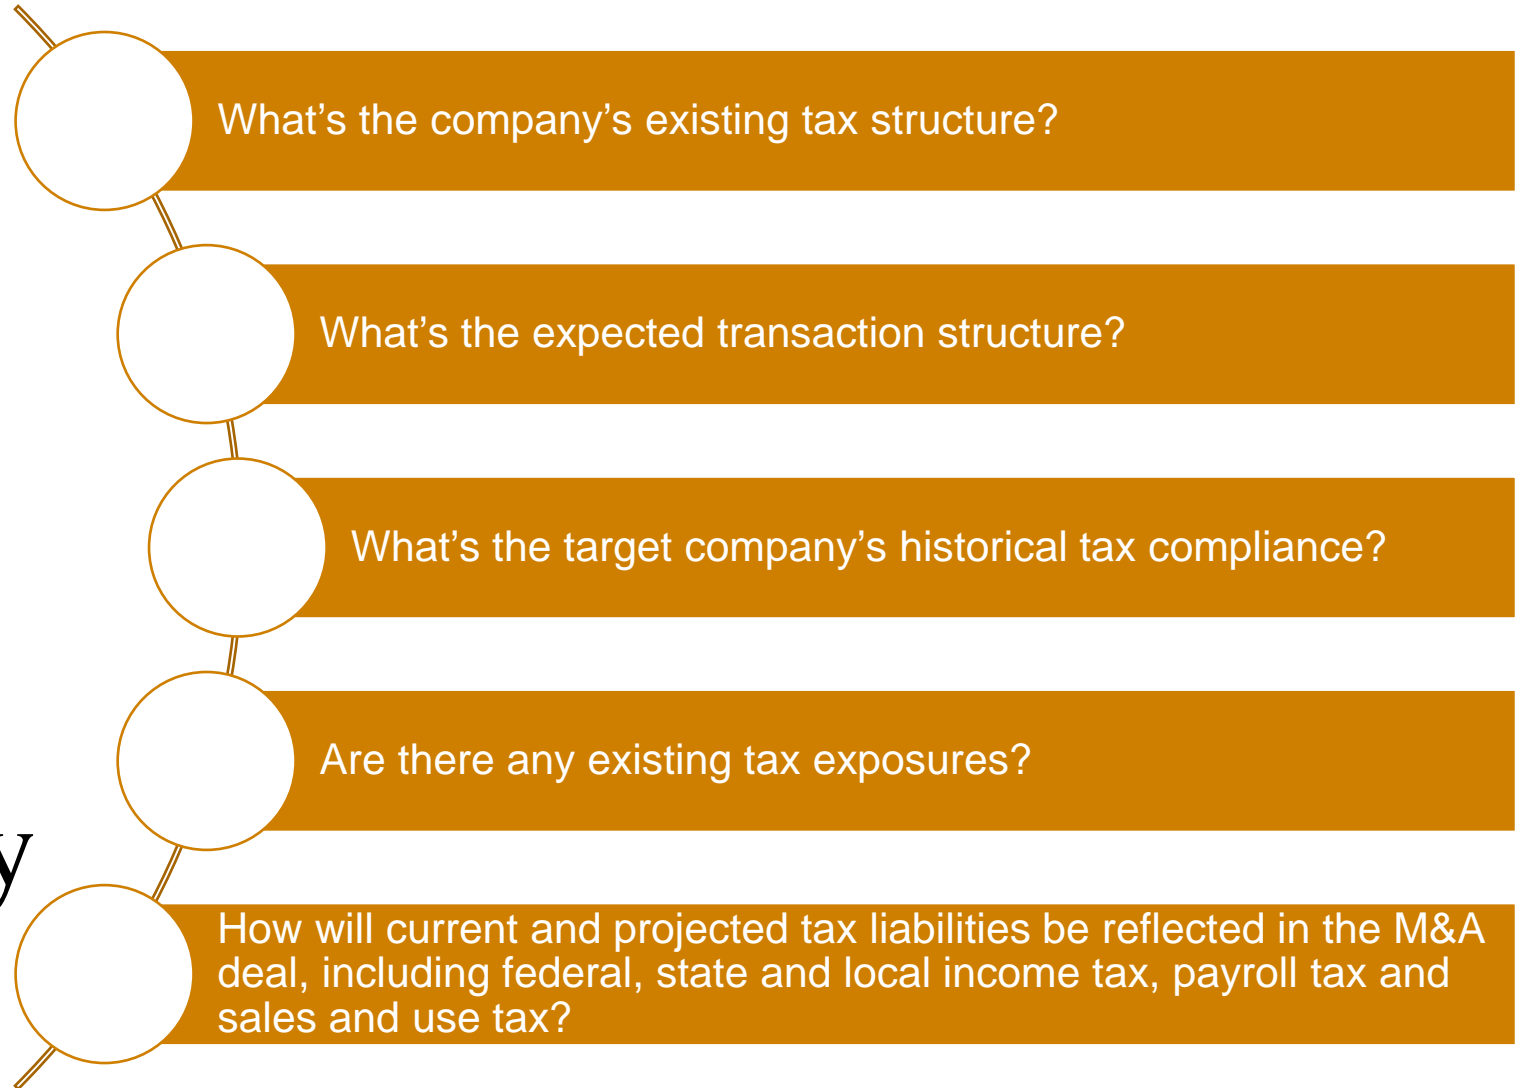 What’s the company’s existing tax structure?
What’s the expected transaction structure?
What’s the target company’s historical tax compliance?
Are there any existing tax exposures?
y
How will current and projected tax liabilities be reflected in the M&A
deal, including federal, state and local income tax, payroll tax and
sales and use tax?